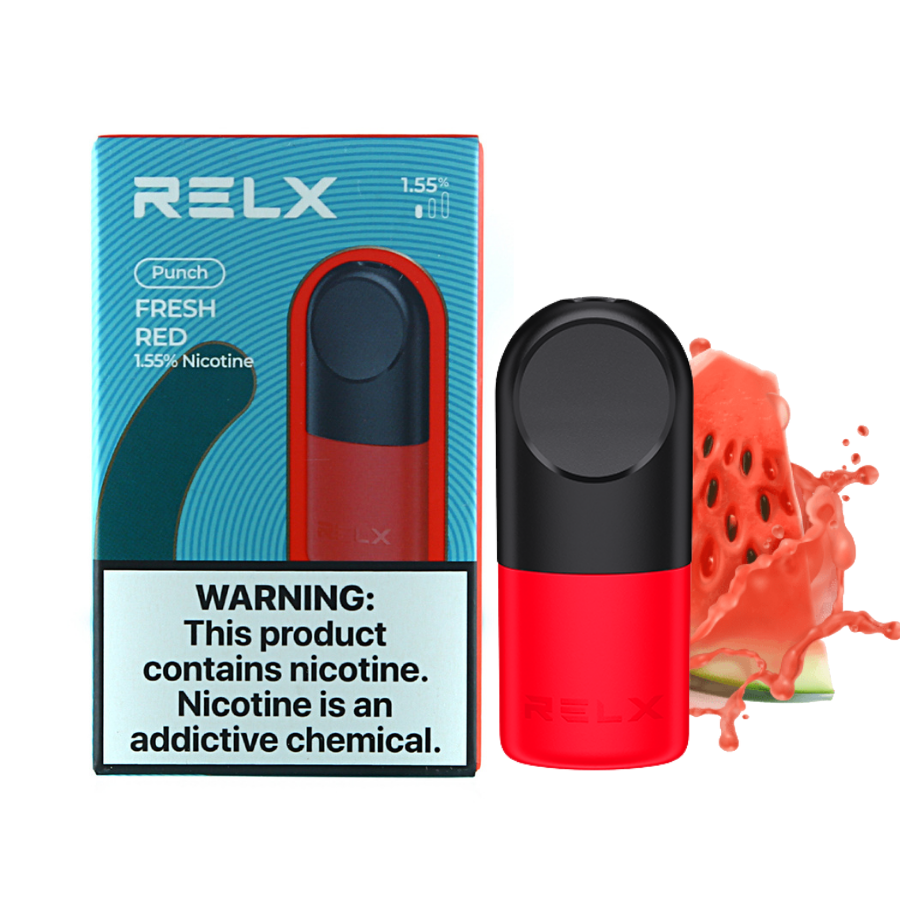 RELX
1.55%
Punch
FRESH
RED
1.55% Nicotine
RELX
WARNING:
This product
contains nicotine.
Nicotine is an
addictive chemical.
RELX